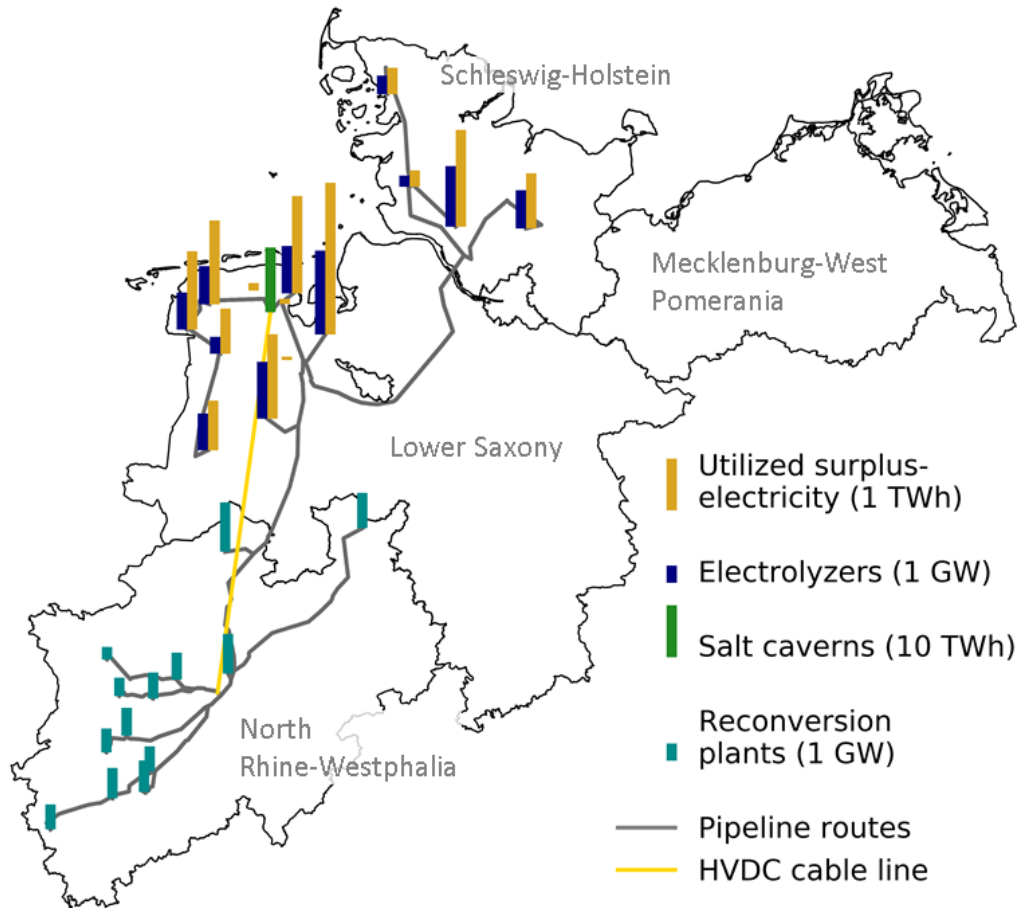 Schleswig-Holstein
Mecklenburg-West
Pomerania
Lower Saxony
North
Rhine-Westphalia
Utilized surplus-
electricity (1 TWh)
Electrolyzers (1 GW)
Salt caverns (10 TWh)
Reconversion
plants (1 GW)
Pipeline routes
HVDC cable line